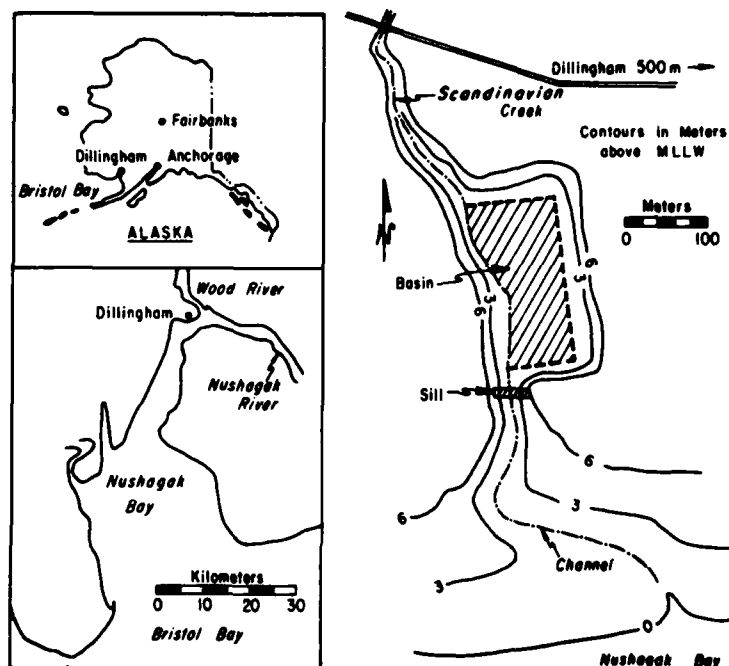 Fairbanks
Dillingham
Anchorage
Bristol Bay
ALASKA
Wood River
Dillingham
Nushagak
River
Nushagak
Bay
Kilometers
0 10 20 30
Bristol Bay
Dillingham 500 m
Scandinavian
Creek
Contours in Meters
above MLLW
Meters
0 100
N
Basin
6
3
3
6
Sill
6
6
3
3
Channel
0
Nushagak Bay